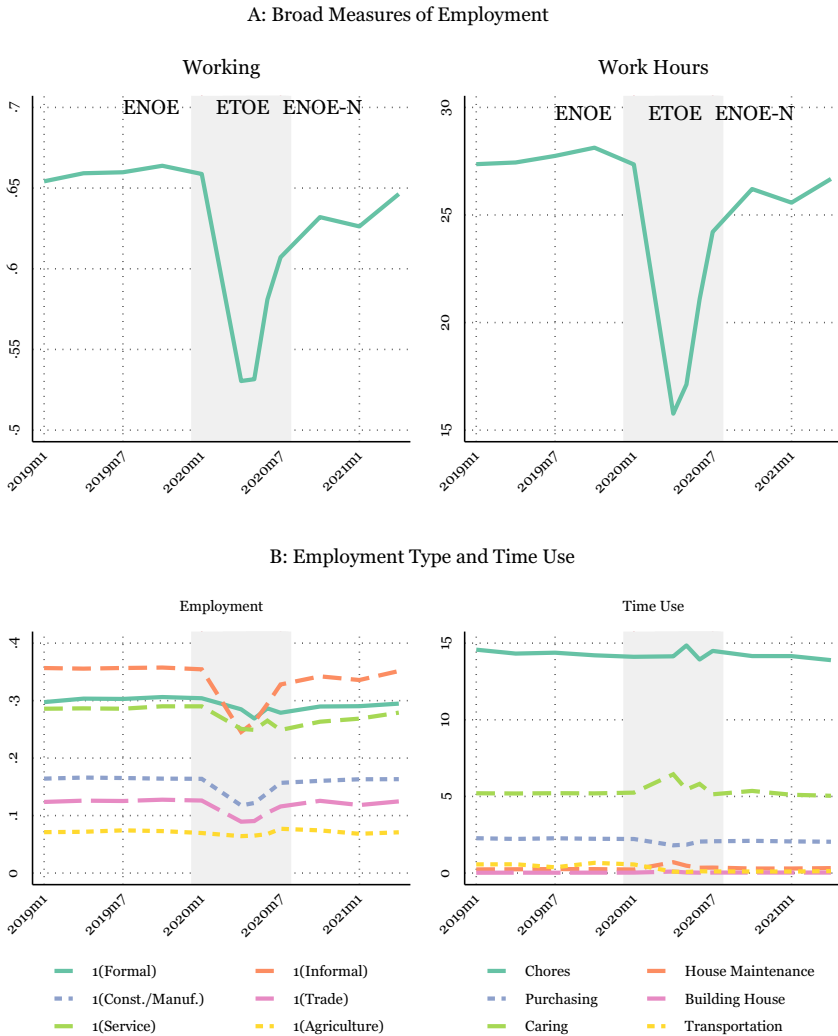 A: Broad Measures of Employment
Working
Work Hours
ENOE ETOE ENOE-N
ENOE ETOE ENOE-N
.7
.65
.6
.55
.5
30
25
20
15
2019m1
2019m7
2020m1
2020m7
2021m1
2019m1
2019m7
2020m1
2020m7
2021m1
B: Employment Type and Time Use
Employment
Time Use
.4
.3
.2
.1
0
15
10
5
0
2019m1
2019m7
2020m1
2020m7
2021m1
2019m1
2019m7
2020m1
2020m7
2021m1
1(Formal)
1(Informal)
1(Const./Manuf.)
1(Trade)
1(Service)
1(Agriculture)
Chores
House Maintenance
Purchasing
Building House
Caring
Transportation